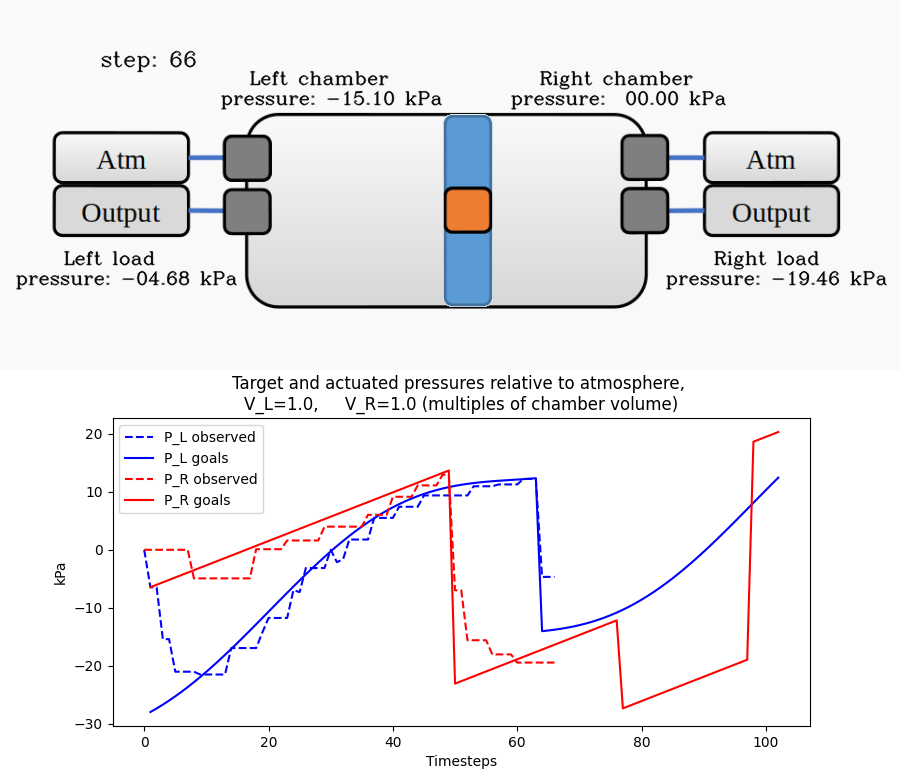 step: 66
Left chamber
pressure: −15.10 kPa
Right chamber
pressure: 00.00 kPa
Atm
Output
Atm
Output
Left load
pressure: −04.68 kPa
Right load
pressure: −19.46 kPa
Target and actuated pressures relative to atmosphere,
V_L=1.0, V_R=1.0 (multiples of chamber volume)
P_L observed
P_L goals
P_R observed
P_R goals
20
10
0
−10
−20
−30
kPa
0 20 40 60 80 100
Timesteps